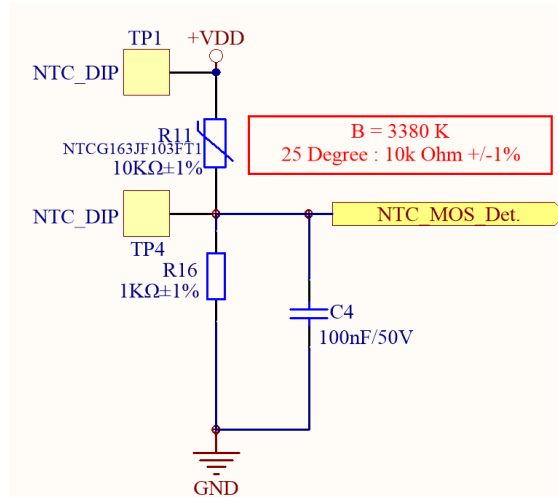 TP1
+VDD
NTC_DIP
R11
NTCG163JF103FT1
10KΩ±1%
B = 3380 K
25 Degree : 10k Ohm +/-1%
NTC_DIP
NTC_MOS_Det.
TP4
R16
1KΩ±1%
C4
100nF/50V
GND